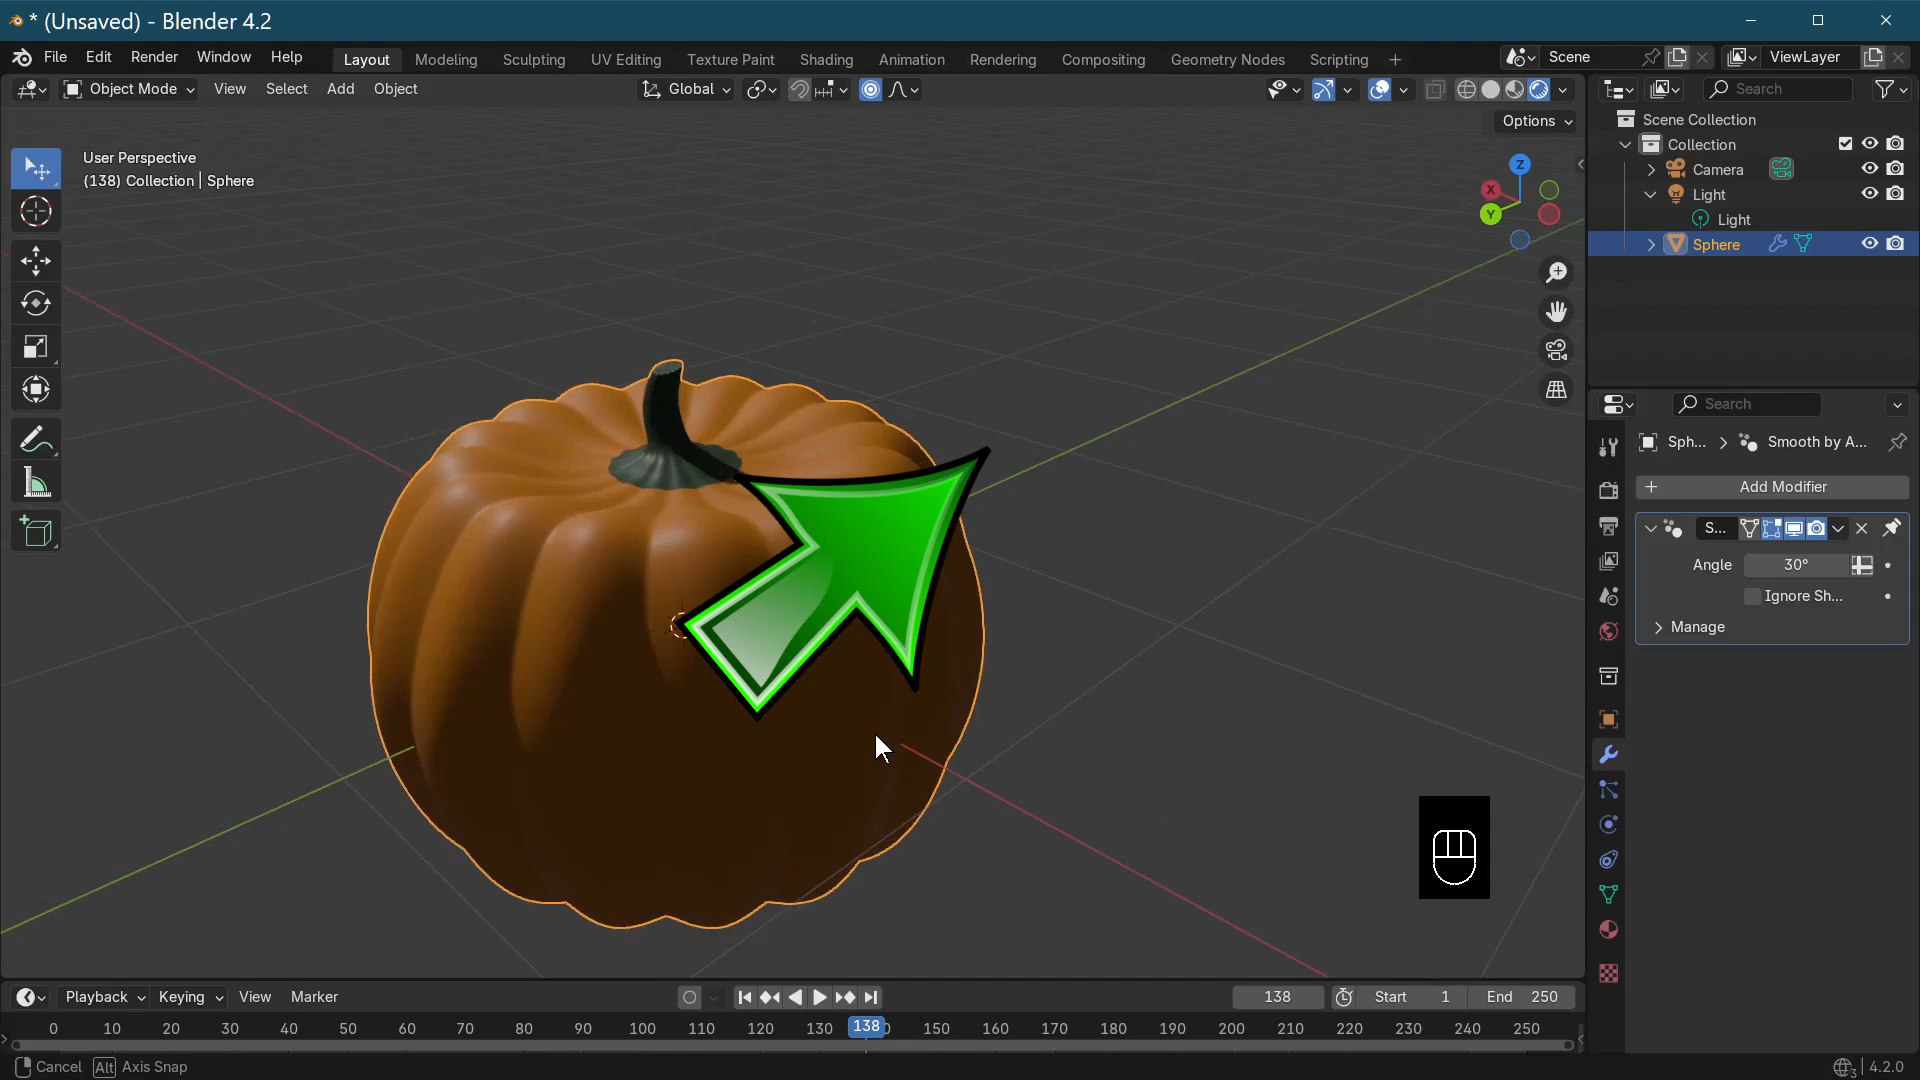 * (Unsaved) - Blender 4.2
File Edit Render Window Help
Layout Modeling Sculpting UV Editing Texture Paint Shading Animation Rendering Compositing Geometry Nodes Scripting +
Scene
ViewLayer
Object Mode View Select Add Object
Global
Search
Options
User Perspective
(138) Collection | Sphere
Z
X
Y
Scene Collection
Collection
Camera
Light
Light
Sphere
Search
Sph... > Smooth by A...
+ Add Modifier
S...
Angle 30°
Ignore Sh...
Manage
Playback Keying View Marker
138 Start 1 End 250
0 10 20 30 40 50 60 70 80 90 100 110 120 130 138 150 160 170 180 190 200 210 220 230 240 250
Cancel Alt Axis Snap
3 4.2.0